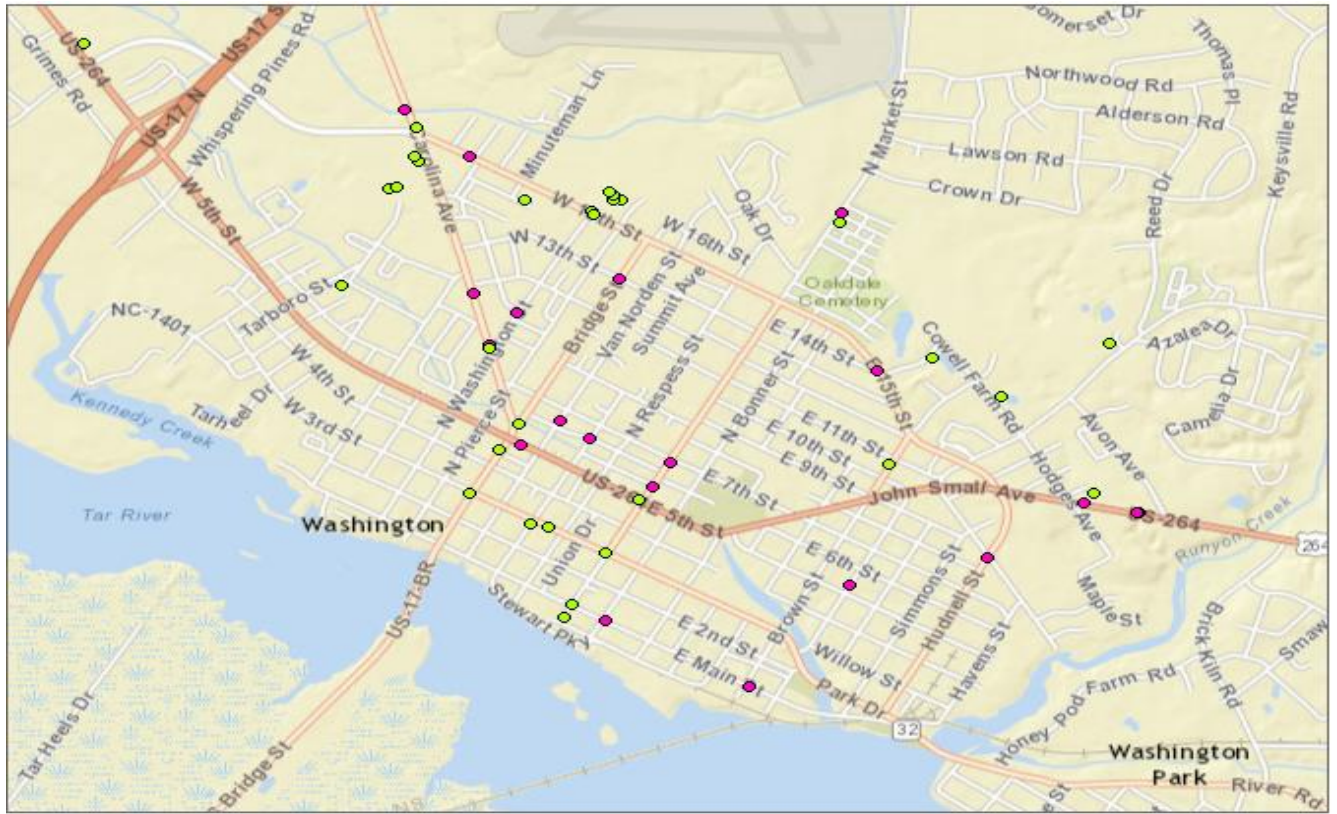 US-264
US-17 S
Somerset Dr
Thomas Pl
Grimes Rd
Whispering Pines Rd
US-17 N
Minuteman Ln
N Market St
Northwood Rd
Alderson Rd
Keysville Rd
Lawson Rd
Crown Dr
Reed Dr
Carolina Ave
W 5th St
W 15th St
W 16th St
Oak Dr
W 13th St
Oakdale
Cemetery
Tarboro St
NC-1401
Bridge St
Van Norden St
Summit Ave
Azalea Dr
Cowell Farm Rd
E 14th St
E 15th St
N Washington St
W 4th St
Tarheel Dr
Kennedy Creek
W 3rd St
N Pierce St
N Respess St
N Bonner St
E 11th St
E 10th St
E 9th St
Avon Ave
Camelia Dr
Hodges Ave
E 7th St
John Small Ave
US-264
Tar River
Washington
US-264
E 5th St
Runyon Creek
264
Union Dr
E 6th St
Simmons St
Hudnell St
Maple St
US-17-BR
Stewart Pky
Brown St
E 2nd St
Willow St
Havens St
Brick Kiln Rd
E Main St
Park Dr
32
Honey Pod Farm Rd
Tar Heels Dr
Bridge St
Washington
Park
River Rd